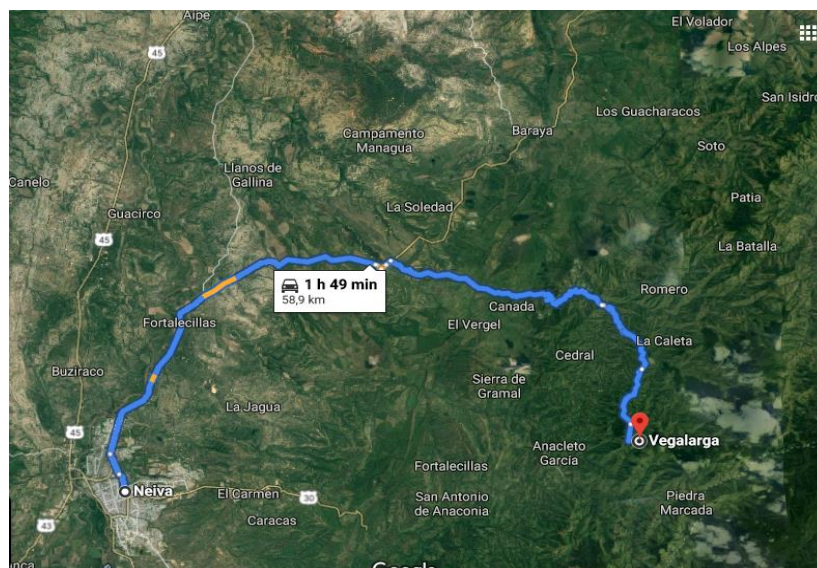 Aipe
El Volador
45
Los Alpes
San Isidro
Los Guacharacos
Campamento
Managua
Baraya
Soto
Llanos de
Gallina
Canelo
Patia
La Soledad
Guacirco
45
La Batalla
1 h 49 min
58,9 km
Romero
Canada
Fortalecillas
El Vergel
La Caleta
Cedral
Buziraco
Sierra de
Gramal
La Jagua
45
Vegalarga
Anacleto
García
Fortalecillas
Neiva
El Carmen
30
San Antonio
de Anaconia
Piedra
Marcada
43
Caracas
Google